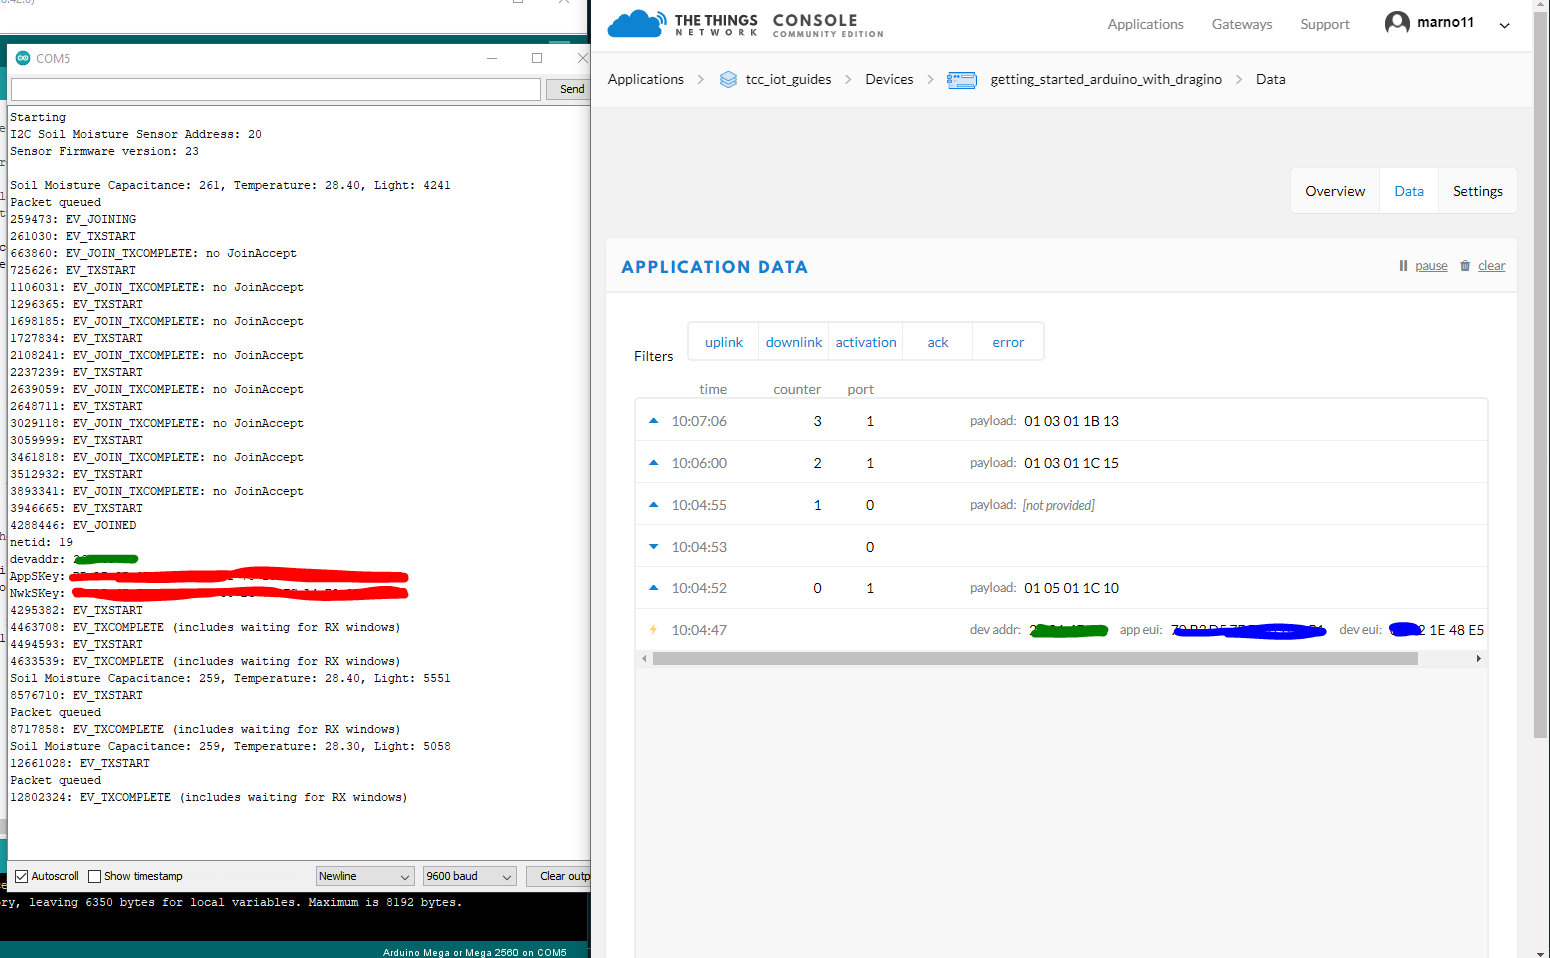 COM5
Send
Starting
I2C Soil Moisture Sensor Address: 20
Sensor Firmware version: 23
Soil Moisture Capacitance: 261, Temperature: 28.40, Light: 4241
Packet queued
259473: EV_JOINING
261030: EV_TXSTART
663860: EV_JOIN_TXCOMPLETE: no JoinAccept
725626: EV_TXSTART
1106031: EV_JOIN_TXCOMPLETE: no JoinAccept
1296365: EV_TXSTART
1698185: EV_JOIN_TXCOMPLETE: no JoinAccept
1727834: EV_TXSTART
2108241: EV_JOIN_TXCOMPLETE: no JoinAccept
2237239: EV_TXSTART
2639059: EV_JOIN_TXCOMPLETE: no JoinAccept
2648711: EV_TXSTART
3029118: EV_JOIN_TXCOMPLETE: no JoinAccept
3059999: EV_TXSTART
3461818: EV_JOIN_TXCOMPLETE: no JoinAccept
3512932: EV_TXSTART
3893341: EV_JOIN_TXCOMPLETE: no JoinAccept
3946665: EV_TXSTART
4288446: EV_JOINED
netid: 19
devaddr:
AppSKey:
NwkSKey:
4295382: EV_TXSTART
4463708: EV_TXCOMPLETE (includes waiting for RX windows)
4494593: EV_TXSTART
4633539: EV_TXCOMPLETE (includes waiting for RX windows)
Soil Moisture Capacitance: 259, Temperature: 28.40, Light: 5551
8576710: EV_TXSTART
Packet queued
8717858: EV_TXCOMPLETE (includes waiting for RX windows)
Soil Moisture Capacitance: 259, Temperature: 28.30, Light: 5058
12661028: EV_TXSTART
Packet queued
12802324: EV_TXCOMPLETE (includes waiting for RX windows)
Autoscroll Show timestamp Newline 9600 baud Clear outp
ry, leaving 6350 bytes for local variables. Maximum is 8192 bytes.
Arduino Mega or Mega 2560 on COM5
THE THINGS NETWORK CONSOLE COMMUNITY EDITION
Applications Gateways Support marno11
Applications > tcc_iot_guides > Devices > getting_started_arduino_with_dragino > Data
Overview Data Settings
APPLICATION DATA
pause clear
Filters uplink downlink activation ack error
time counter port
10:07:06 3 1 payload: 01 03 01 1B 13
10:06:00 2 1 payload: 01 03 01 1C 15
10:04:55 1 0 payload: [not provided]
10:04:53 0
10:04:52 0 1 payload: 01 05 01 1C 10
10:04:47 dev addr: app eui: dev eui: 2 1E 48 E5